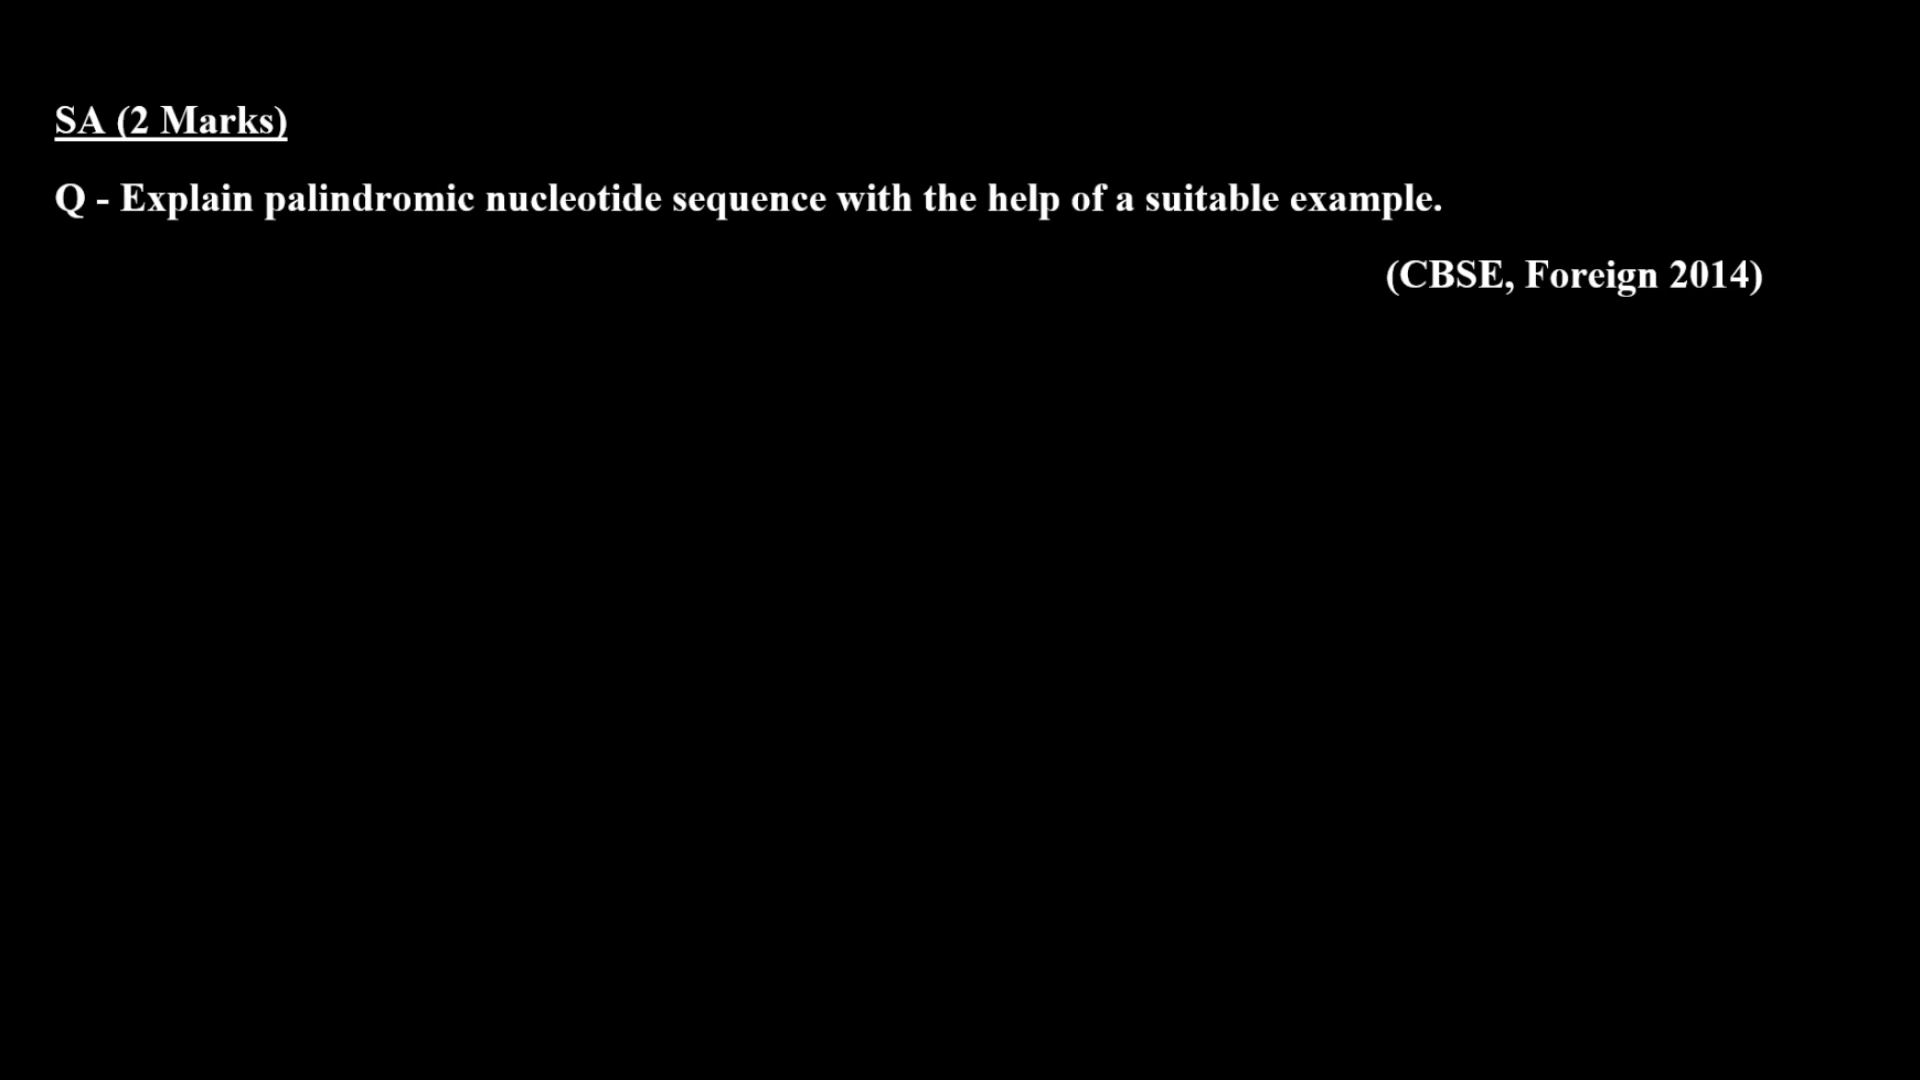 SA (2 Marks)
Q - Explain palindromic nucleotide sequence with the help of a suitable example.
(CBSE, Foreign 2014)